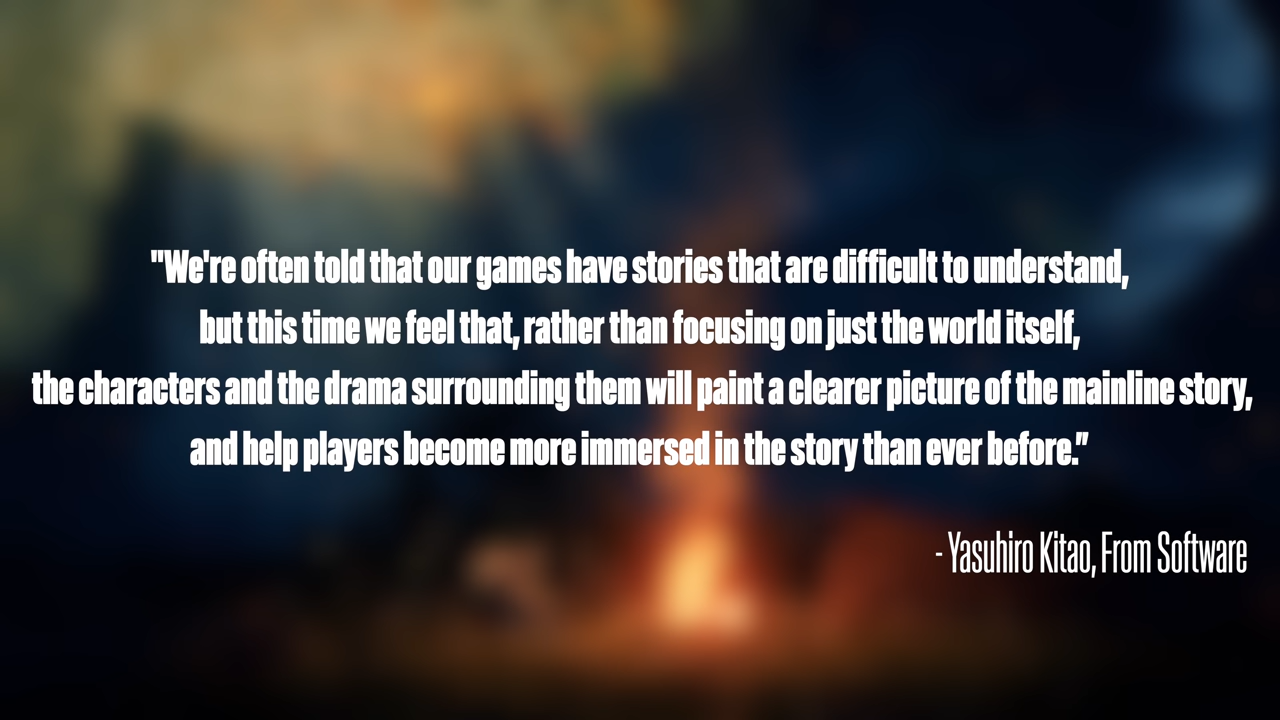 "We're often told that our games have stories that are difficult to understand,
but this time we feel that, rather than focusing on just the world itself,
the characters and the drama surrounding them will paint a clearer picture of the mainline story,
and help players become more immersed in the story than ever before.”
- Yasuhiro Kitao, From Software